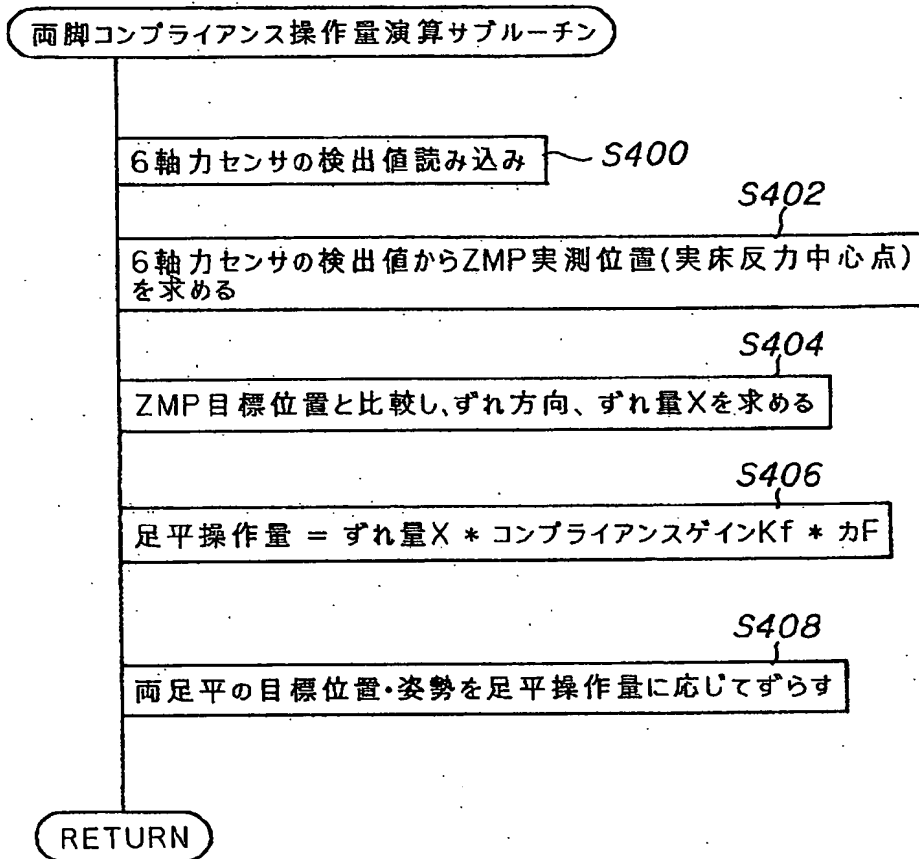 両脚コンプライアンス操作量演算サブルーチン
6軸力センサの検出値読み込み
S400
S402
6軸力センサの検出値からZMP実測位置(実床反力中心点)
を求める
S404
ZMP目標位置と比較し、ずれ方向、ずれ量Xを求める
S406
足平操作量 = ずれ量X * コンプライアンスゲインKf * 力F
S408
両足平の目標位置・姿勢を足平操作量に応じてずらす
RETURN